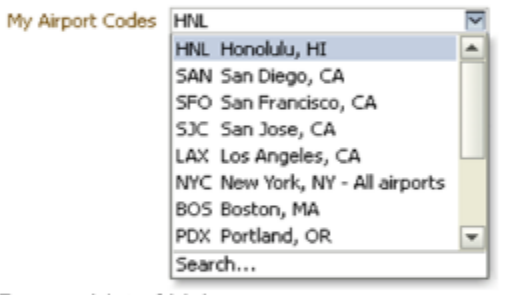 My Airport Codes HNL
HNL Honolulu, HI
SAN San Diego, CA
SFO San Francisco, CA
SJC San Jose, CA
LAX Los Angeles, CA
NYC New York, NY - All airports
BOS Boston, MA
PDX Portland, OR
Search...